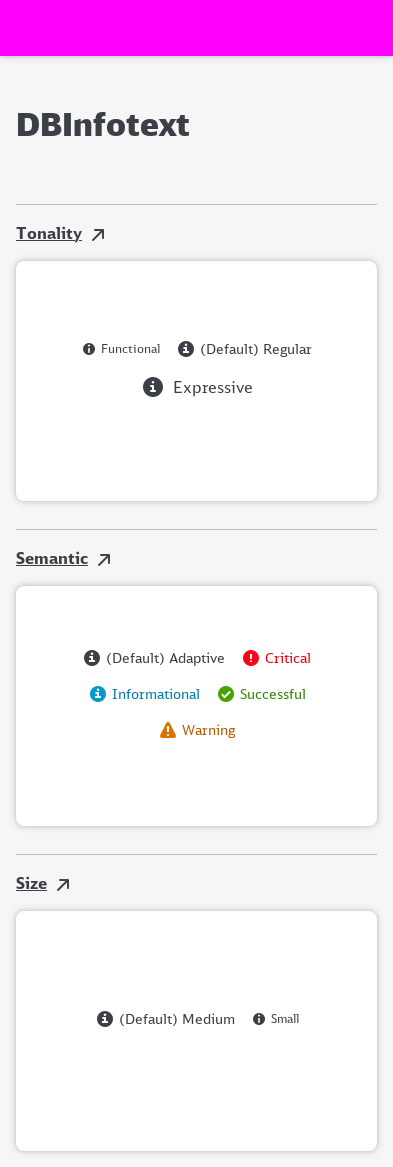 DBInfotext
Tonality
Functional (Default) Regular
Expressive
Semantic
(Default) Adaptive Critical
Informational Successful
Warning
Size
(Default) Medium Small